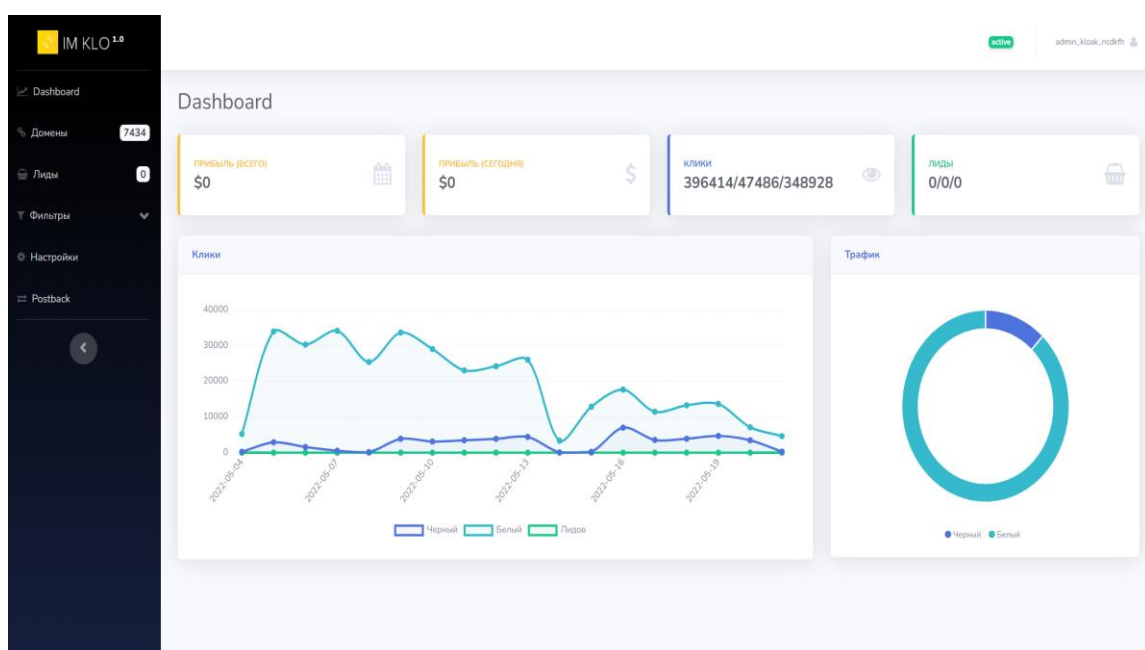 IM KLO 1.0
active
admin_kloak_ncdkfh
Dashboard
Домены 7434
Лиды 0
Фильтры
Настройки
Postback
Dashboard
ПРИБЫЛЬ (ВСЕГО)
$0
ПРИБЫЛЬ (СЕГОДНЯ)
$0
КЛИКИ
396414/47486/348928
ЛИДЫ
0/0/0
Клики
40000
30000
20000
10000
0
2022-05-04
2022-05-07
2022-05-10
2022-05-13
2022-05-16
2022-05-19
Черный Белый Лидов
Трафик
Черный Белый